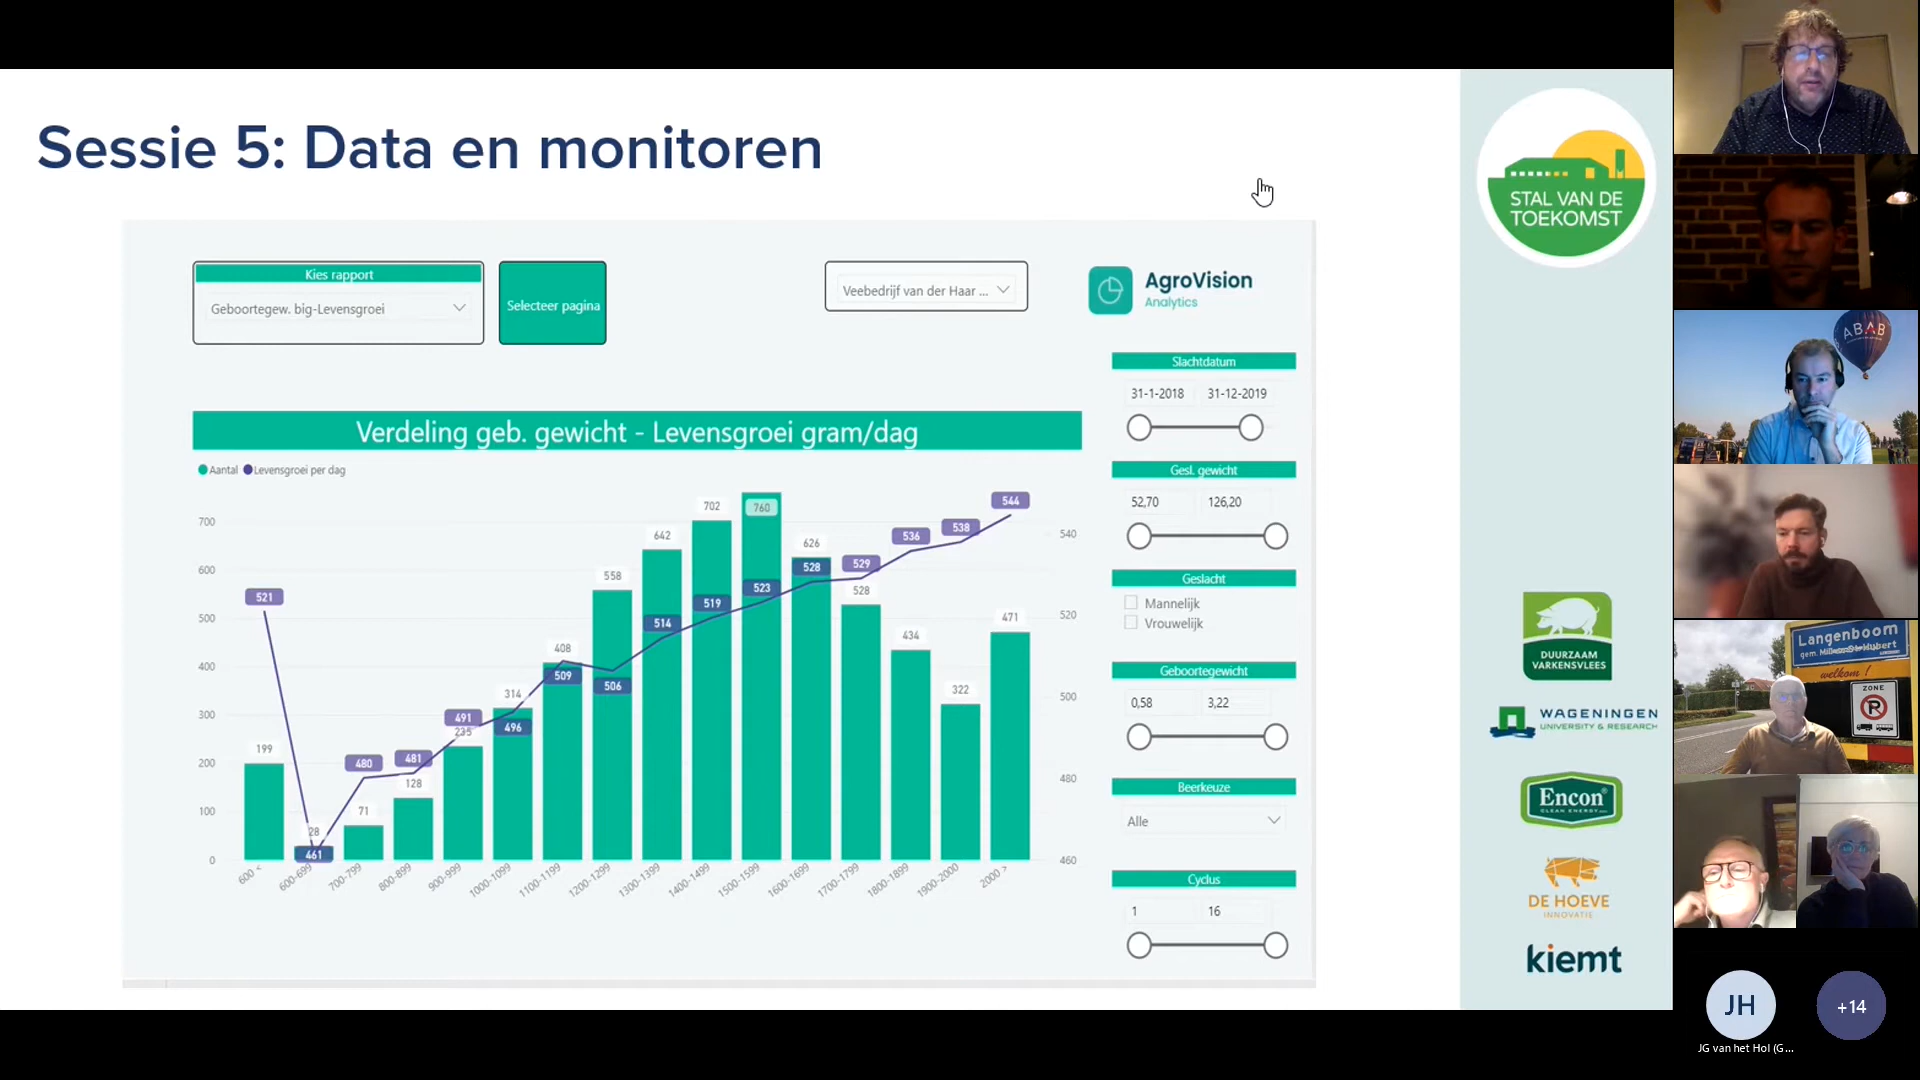 Sessie 5: Data en monitoren
Kies rapport
Geboortegew. big-Levensgroei
Selecteer pagina
Veebedrijf van der Haar ...
AgroVision
Analytics
Verdeling geb. gewicht - Levensgroei gram/dag
Aantal Levensgroei per dag
700
600
500
400
300
200
100
0
540
520
500
480
460
199
28
71
128
235
314
408
558
642
702
760
626
528
434
322
471
521
461
480
481
491
496
509
506
514
519
523
528
529
536
538
544
600 <
600-699
700-799
800-899
900-999
1000-1099
1100-1199
1200-1299
1300-1399
1400-1499
1500-1599
1600-1699
1700-1799
1800-1899
1900-2000
2000 >
Slachtdatum
31-1-2018 31-12-2019
Gesl. gewicht
52,70 126,20
Geslacht
Mannelijk
Vrouwelijk
Geboortegewicht
0,58 3,22
Beerkeuze
Alle
Cyclus
1 16
STAL VAN DE
TOEKOMST
DUURZAAM
VARKENSVLEES
WAGENINGEN
UNIVERSITY & RESEARCH
Encon®
CLEAN ENERGY
DE HOEVE
INNOVATIE
kiemt
ABAB
Langenboom
welkom !
ZONE
P
JH
JG van het Hol (G...
+14